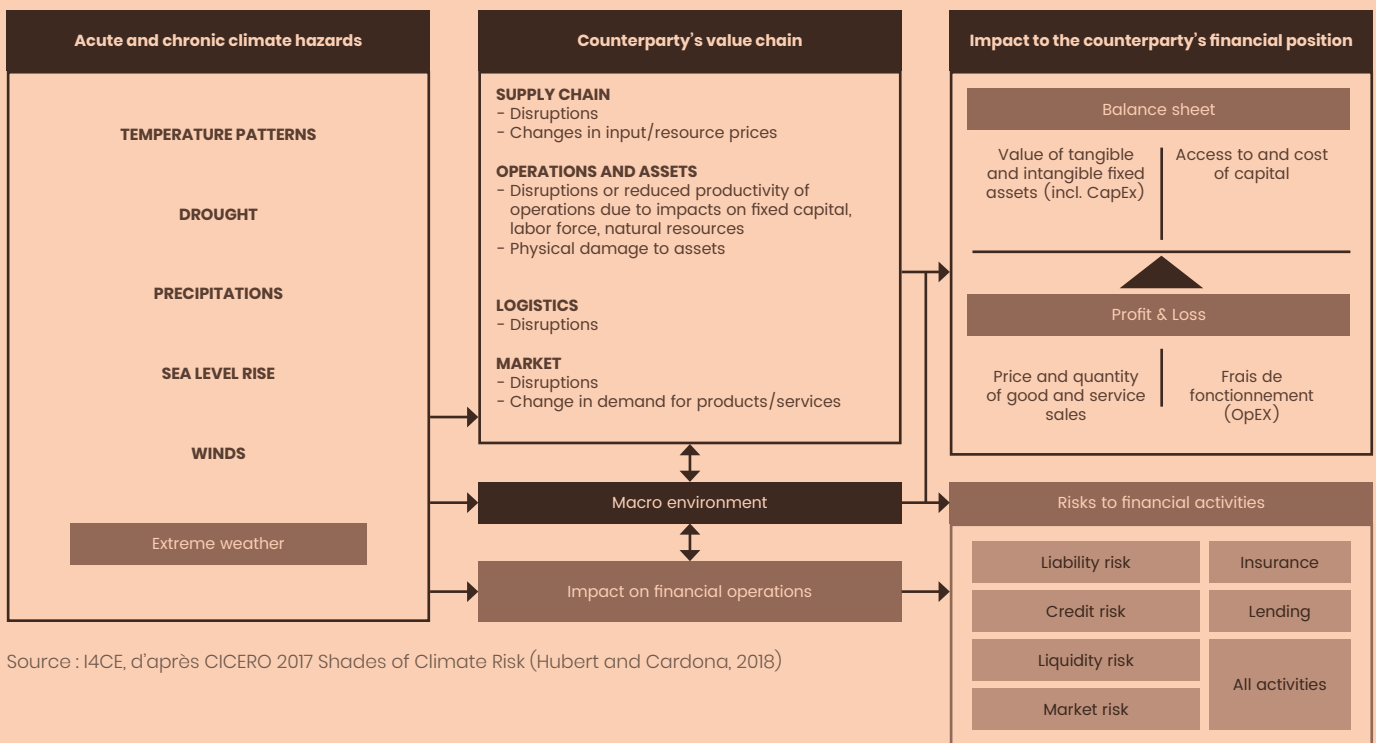 Acute and chronic climate hazards
TEMPERATURE PATTERNS
DROUGHT
PRECIPITATIONS
SEA LEVEL RISE
WINDS
Extreme weather
Counterparty's value chain
SUPPLY CHAIN
- Disruptions
- Changes in input/resource prices
OPERATIONS AND ASSETS
- Disruptions or reduced productivity of
operations due to impacts on fixed capital,
labor force, natural resources
- Physical damage to assets
LOGISTICS
- Disruptions
MARKET
- Disruptions
- Change in demand for products/services
Macro environment
Impact on financial operations
Impact to the counterparty's financial position
Balance sheet
Value of tangible
and intangible fixed
assets (incl. CapEx)
Access to and cost
of capital
Profit & Loss
Price and quantity
of good and service
sales
Frais de
fonctionnement
(OpEX)
Risks to financial activities
Liability risk
Insurance
Credit risk
Lending
Liquidity risk
All activities
Market risk
Source : I4CE, d'après CICERO 2017 Shades of Climate Risk (Hubert and Cardona, 2018)